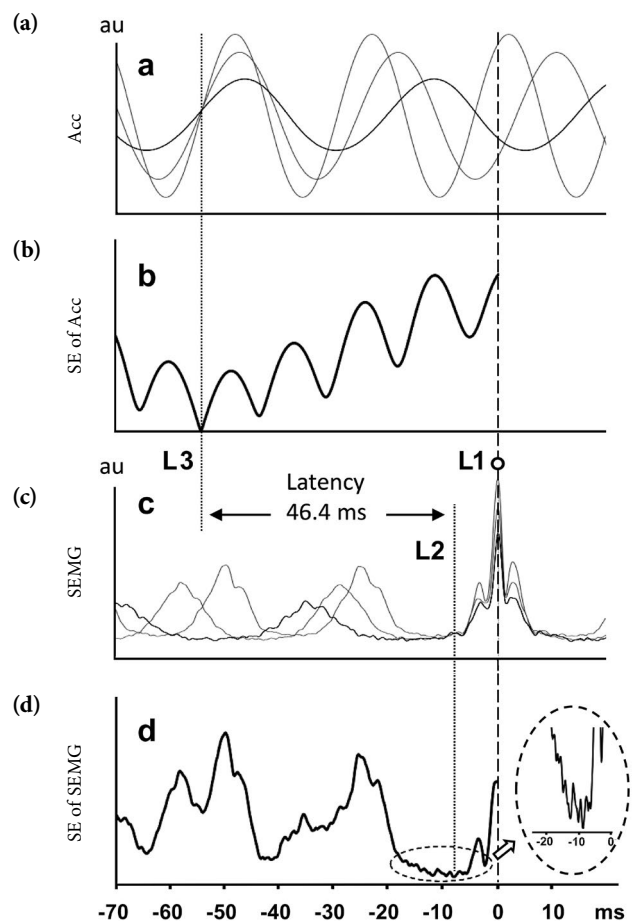 (a)
au
a
Acc
(b)
b
SE of Acc
L3
L1
au
(c)
Latency
46.4 ms
c
L2
SEMG
(d)
d
SE of SEMG
-20 -10 0
-70 -60 -50 -40 -30 -20 -10 0 10 ms